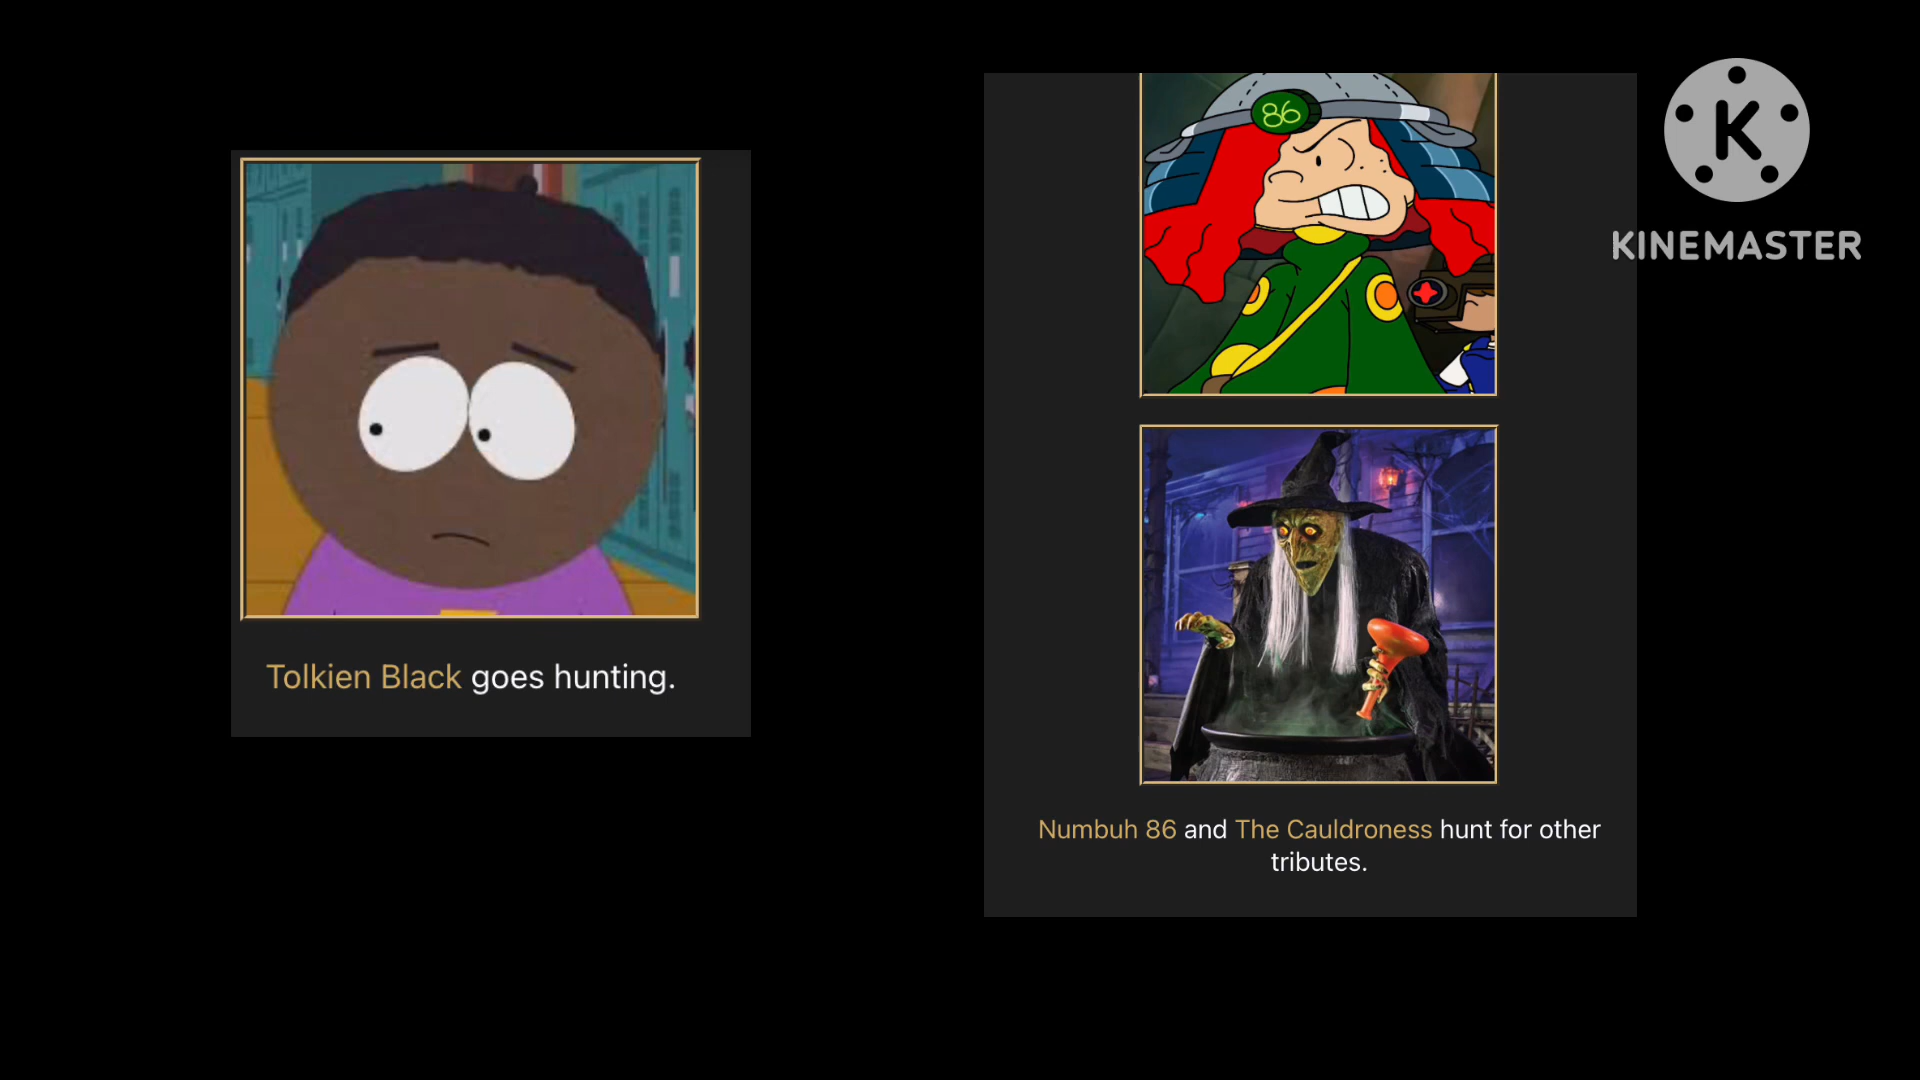 Tolkien Black goes hunting.
86
Numbuh 86 and The Cauldroness hunt for other
tributes.
K
KINEMASTER